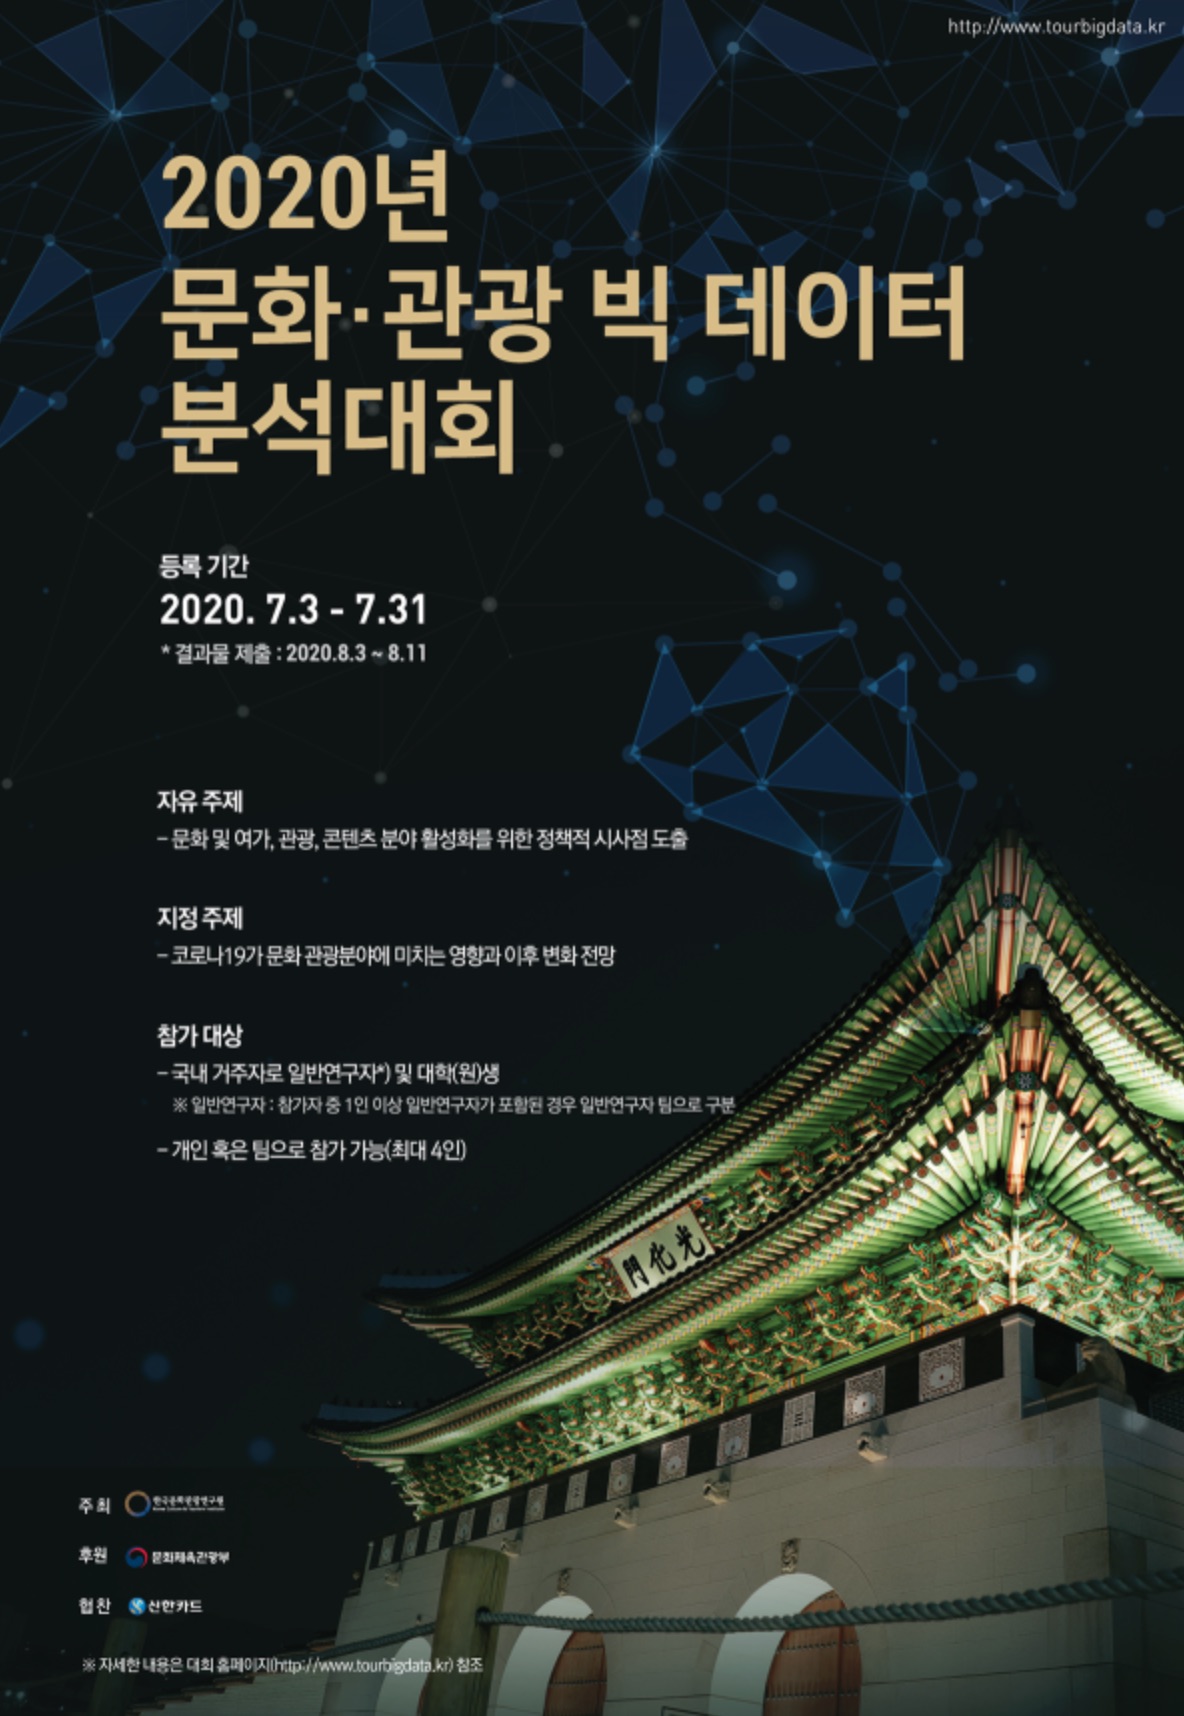 http://www.tourbigdata.kr
2020년
문화·관광 빅 데이터
분석대회
등록 기간
2020. 7.3 - 7.31
* 결과물 제출 : 2020.8.3 ~ 8.11
자유 주제
- 문화 및 여가, 관광, 콘텐츠 분야 활성화를 위한 정책적 시사점 도출
지정 주제
- 코로나19가 문화 관광분야에 미치는 영향과 이후 변화 전망
참가 대상
- 국내 거주자로 일반연구자*) 및 대학(원)생
※ 일반연구자 : 참가자 중 1인 이상 일반연구자가 포함된 경우 일반연구자 팀으로 구분
- 개인 혹은 팀으로 참가 가능(최대 4인)
門化光
주최 한국문화관광연구원
후원 문화체육관광부
협찬 신한카드
※ 자세한 내용은 대회 홈페이지(http://www.tourbigdata.kr) 참조